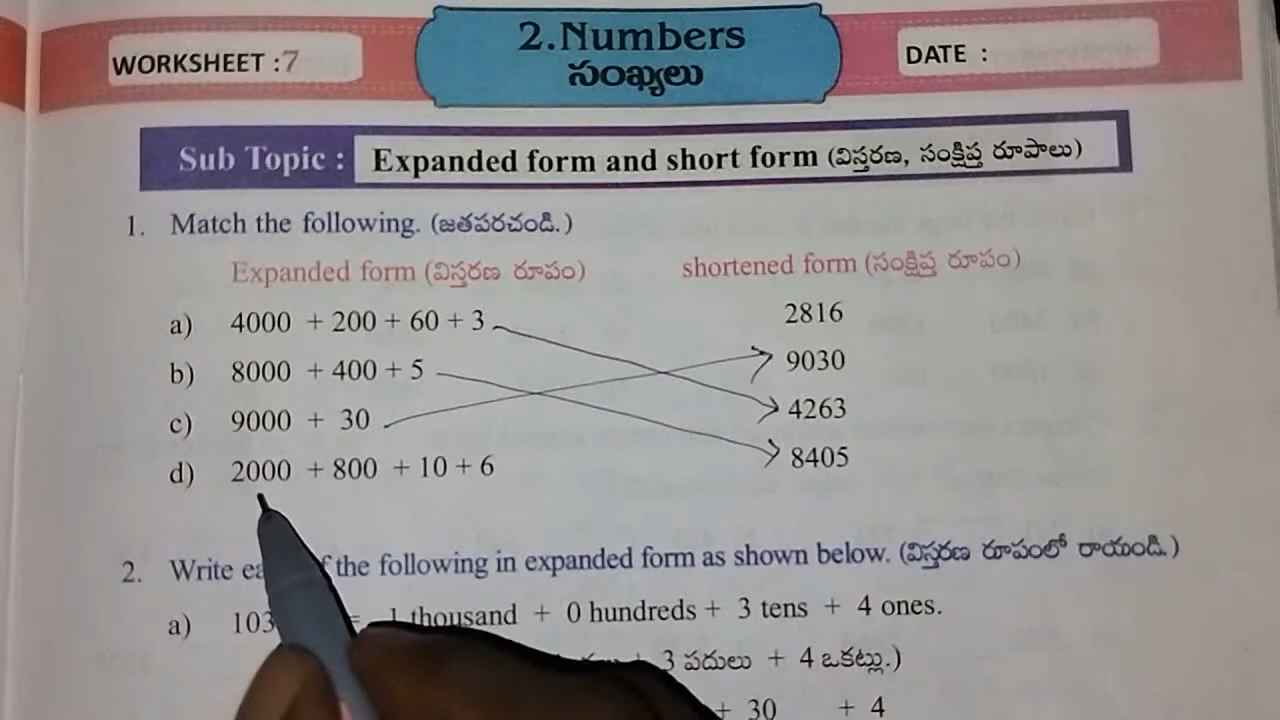 WORKSHEET :7
2.Numbers
సంఖ్యలు
DATE :
Sub Topic : Expanded form and short form (విస్తరణ, సంక్షిప్త రూపాలు)
1. Match the following. (జతపరచండి.)
Expanded form (విస్తరణ రూపం) shortened form (సంక్షిప్త రూపం)
a) 4000 + 200 + 60 + 3 2816
b) 8000 + 400 + 5 9030
c) 9000 + 30 4263
d) 2000 + 800 + 10 + 6 8405
2. Write the following in expanded form as shown below. (విస్తరణ రూపంలో రాయండి.)
a) 1 thousand + 0 hundreds + 3 tens + 4 ones.
+ 3 పదులు + 4 ఒకట్లు.)
+ 30 + 4